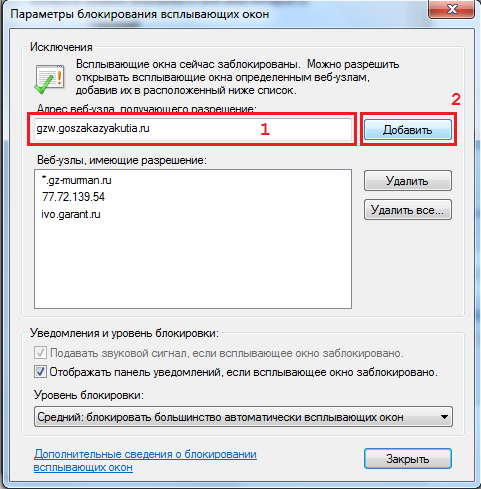 Параметры блокирования всплывающих окон
Исключения
Всплывающие окна сейчас заблокированы. Можно разрешить
открывать всплывающие окна определенным веб-узлам,
добавив их в расположенный ниже список.
Адрес веб-узла, получающего разрешение:
2
gzw.goszakazyakutia.ru
1
Добавить
Веб-узлы, имеющие разрешение:
*.gz-murman.ru
77.72.139.54
ivo.garant.ru
Удалить
Удалить все...
Уведомления и уровень блокировки:
Подавать звуковой сигнал, если всплывающее окно заблокировано.
Отображать панель уведомлений, если всплывающее окно заблокировано.
Уровень блокировки:
Средний: блокировать большинство автоматически всплывающих окон
Дополнительные сведения о блокировании
всплывающих окон
Закрыть